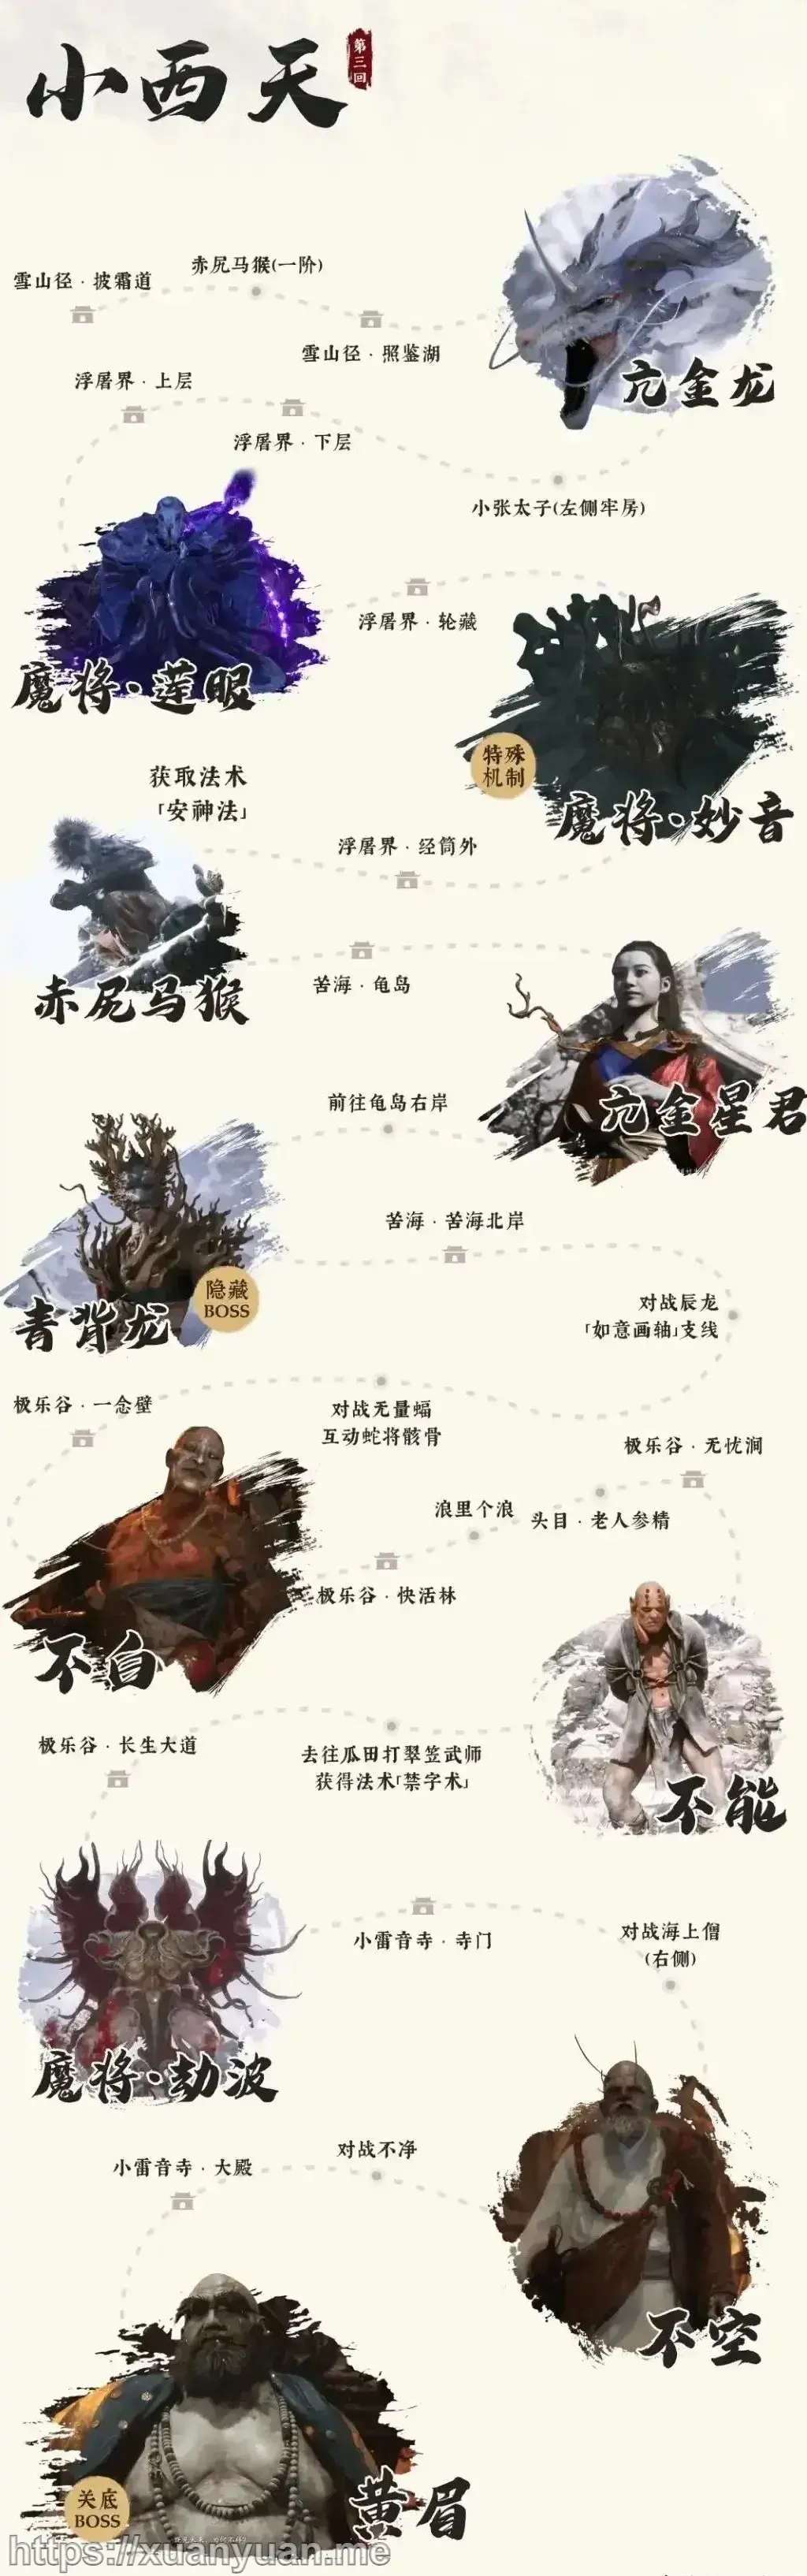 小西天
第三回
雪山径 · 披霜道
赤尻马猴(一阶)
雪山径 · 照鉴湖
亢金龙
浮屠界 · 上层
浮屠界 · 下层
小张太子(左侧牢房)
魔将·莲眼
浮屠界 · 轮藏
特殊
机制
魔将·妙音
获取法术
「安神法」
浮屠界 · 经筒外
赤尻马猴
苦海 · 龟岛
亢金星君
前往龟岛右岸
青背龙
隐藏
BOSS
苦海 · 苦海北岸
对战辰龙
「如意画轴」支线
极乐谷 · 一念壁
对战无量蝠
互动蛇将骸骨
极乐谷 · 无忧涧
浪里个浪
头目 · 老人参精
极乐谷 · 快活林
不白
不能
极乐谷 · 长生大道
去往瓜田打翠笠武师
获得法术「禁字术」
魔将·劫波
小雷音寺 · 寺门
对战海上僧
(右侧)
不空
对战不净
小雷音寺 · 大殿
关底
BOSS
黄眉
https://xuanyuan.me